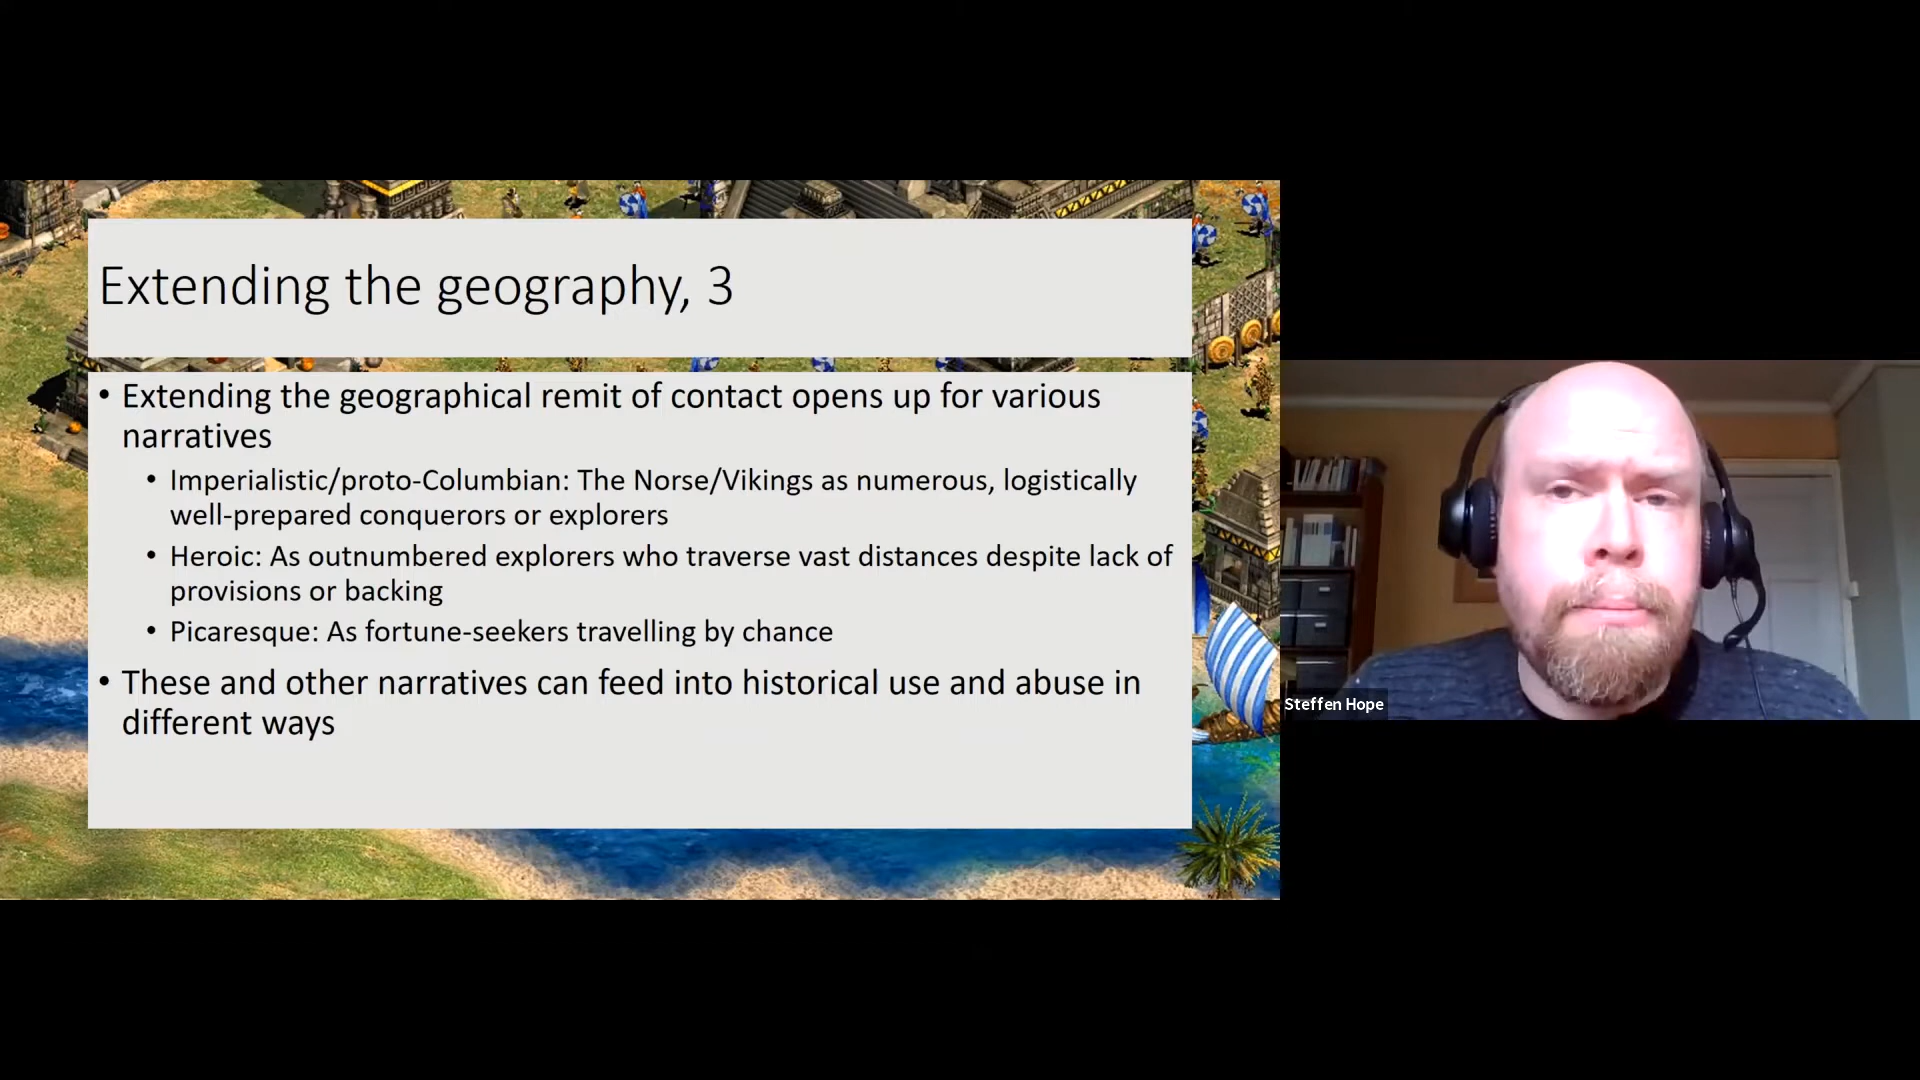 Extending the geography, 3
• Extending the geographical remit of contact opens up for various
narratives
• Imperialistic/proto-Columbian: The Norse/Vikings as numerous, logistically
well-prepared conquerors or explorers
• Heroic: As outnumbered explorers who traverse vast distances despite lack of
provisions or backing
• Picaresque: As fortune-seekers travelling by chance
• These and other narratives can feed into historical use and abuse in
different ways
Steffen Hope